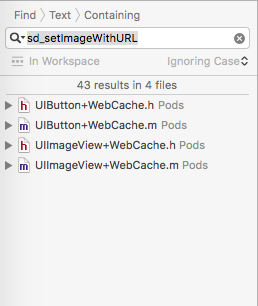 Find Text Containing
sd_setImageWithURL
In Workspace Ignoring Case
43 results in 4 files
h UIButton+WebCache.h Pods
m UIButton+WebCache.m Pods
h UIImageView+WebCache.h Pods
m UIImageView+WebCache.m Pods